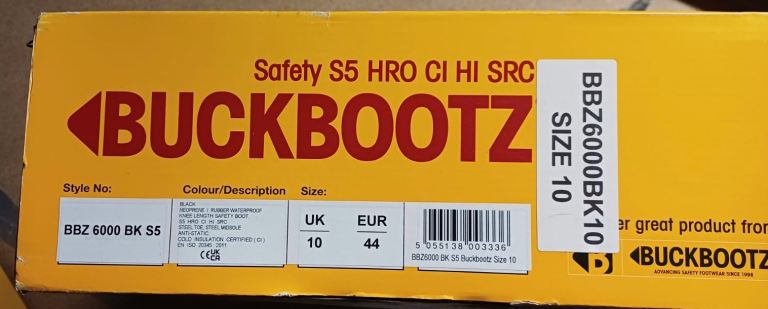 Safety S5 HRO CI HI SRC
BUCKBOOTZ
BBZ6000BK10
SIZE 10
Style No:
BBZ 6000 BK S5
Colour/Description
BLACK
NEOPRENE / RUBBER WATERPROOF
KNEE LENGTH SAFETY BOOT
S5 HRO CI HI SRC
STEEL TOE, STEEL MIDSOLE
ANTI-STATIC
COLD INSULATION CERTIFIED ( CI )
EN ISO 20345 : 2011
CE UK CA
Size:
UK
10
EUR
44
5 055138 003336
BBZ6000 BK S5 Buckbootz Size 10
er great product from
B
BUCKBOOTZ
ADVANCING SAFETY FOOTWEAR SINCE 1998